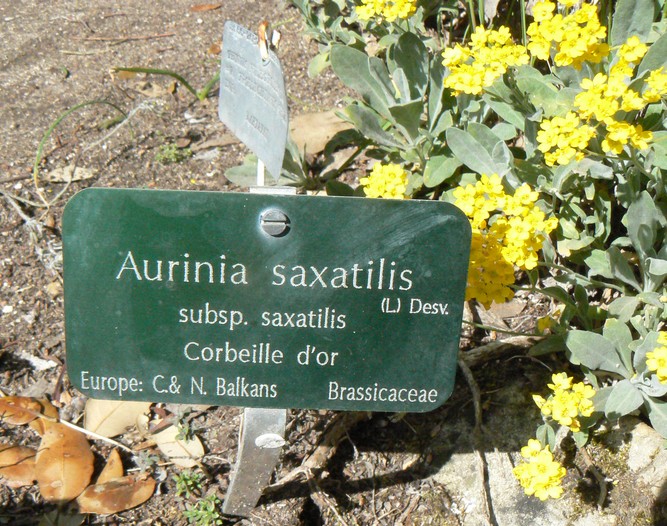 Aurinia saxatilis
(L.) Desv.
subsp. saxatilis
Corbeille d'or
Europe: C.& N. Balkans Brassicaceae